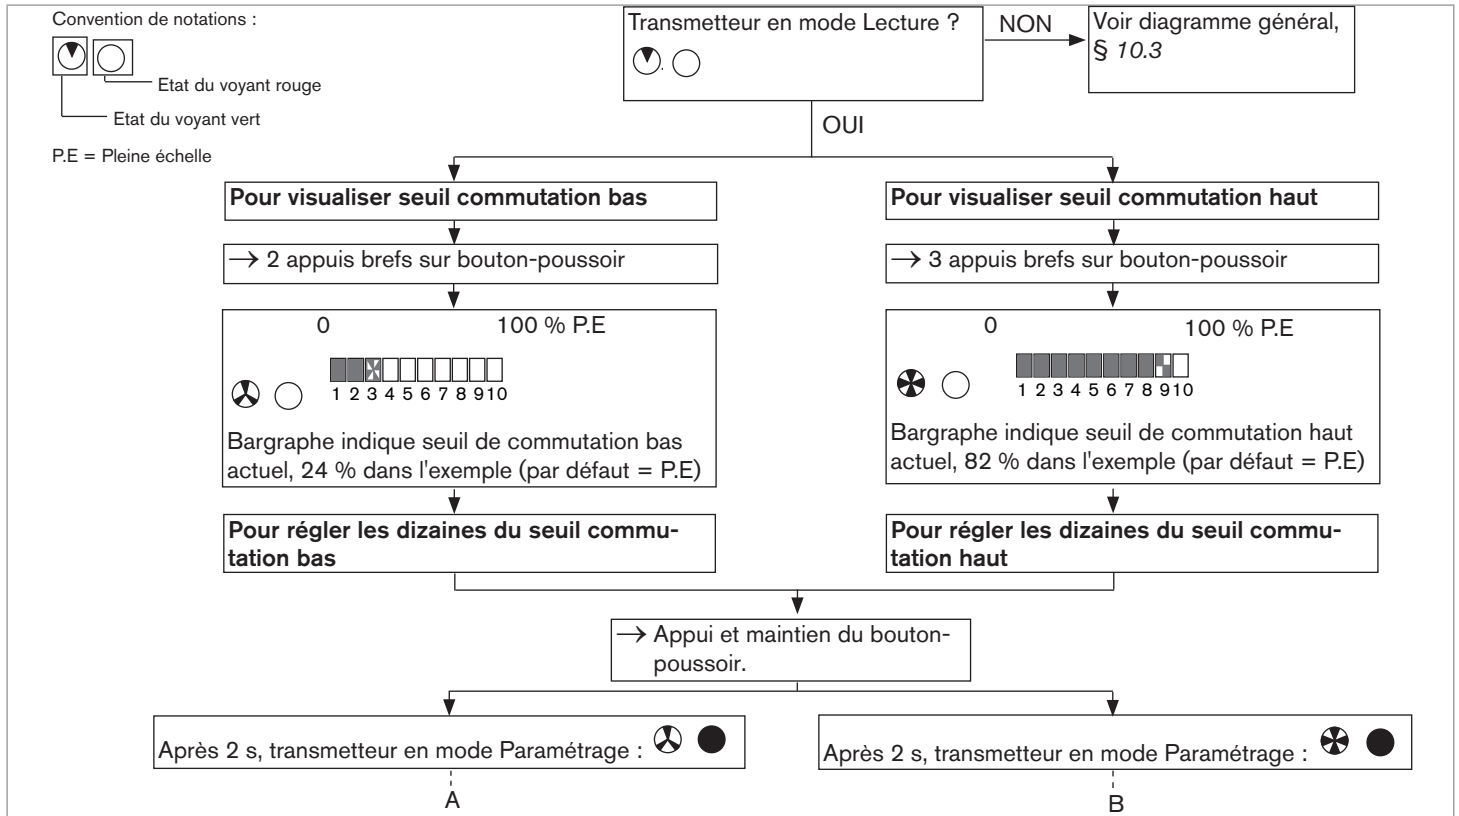 Convention de notations :
Etat du voyant rouge
Etat du voyant vert
P.E = Pleine échelle
Transmetteur en mode Lecture ?
NON
Voir diagramme général,
§ 10.3
OUI
Pour visualiser seuil commutation bas
→ 2 appuis brefs sur bouton-poussoir
0 100 % P.E
1 2 3 4 5 6 7 8 9 10
Bargraphe indique seuil de commutation bas
actuel, 24 % dans l'exemple (par défaut = P.E)
Pour régler les dizaines du seuil commu-
tation bas
Pour visualiser seuil commutation haut
→ 3 appuis brefs sur bouton-poussoir
0 100 % P.E
1 2 3 4 5 6 7 8 9 10
Bargraphe indique seuil de commutation haut
actuel, 82 % dans l'exemple (par défaut = P.E)
Pour régler les dizaines du seuil commu-
tation haut
→ Appui et maintien du bouton-
poussoir.
Après 2 s, transmetteur en mode Paramétrage :
A
Après 2 s, transmetteur en mode Paramétrage :
B